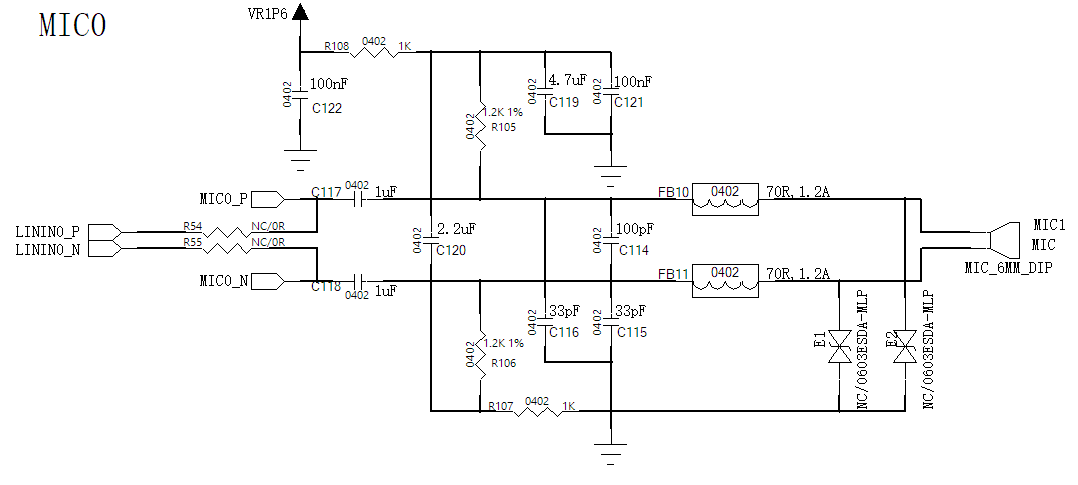 MIC0
VR1P6
R108 0402 1K
0402 100nF C122
0402 4.7uF C119
0402 100nF C121
0402 1.2K 1% R105
MIC0_P
C117 0402 1uF
FB10 0402 70R,1.2A
LININ0_P
R54 NC/0R
LININ0_N
R55 NC/0R
0402 2.2uF C120
0402 100pF C114
MIC1
MIC
MIC_6MM_DIP
MIC0_N
C118 0402 1uF
FB11 0402 70R,1.2A
0402 33pF C116
0402 33pF C115
0402 1.2K 1% R106
E1 NC/0603ESDA-MLP
E2 NC/0603ESDA-MLP
R107 0402 1K